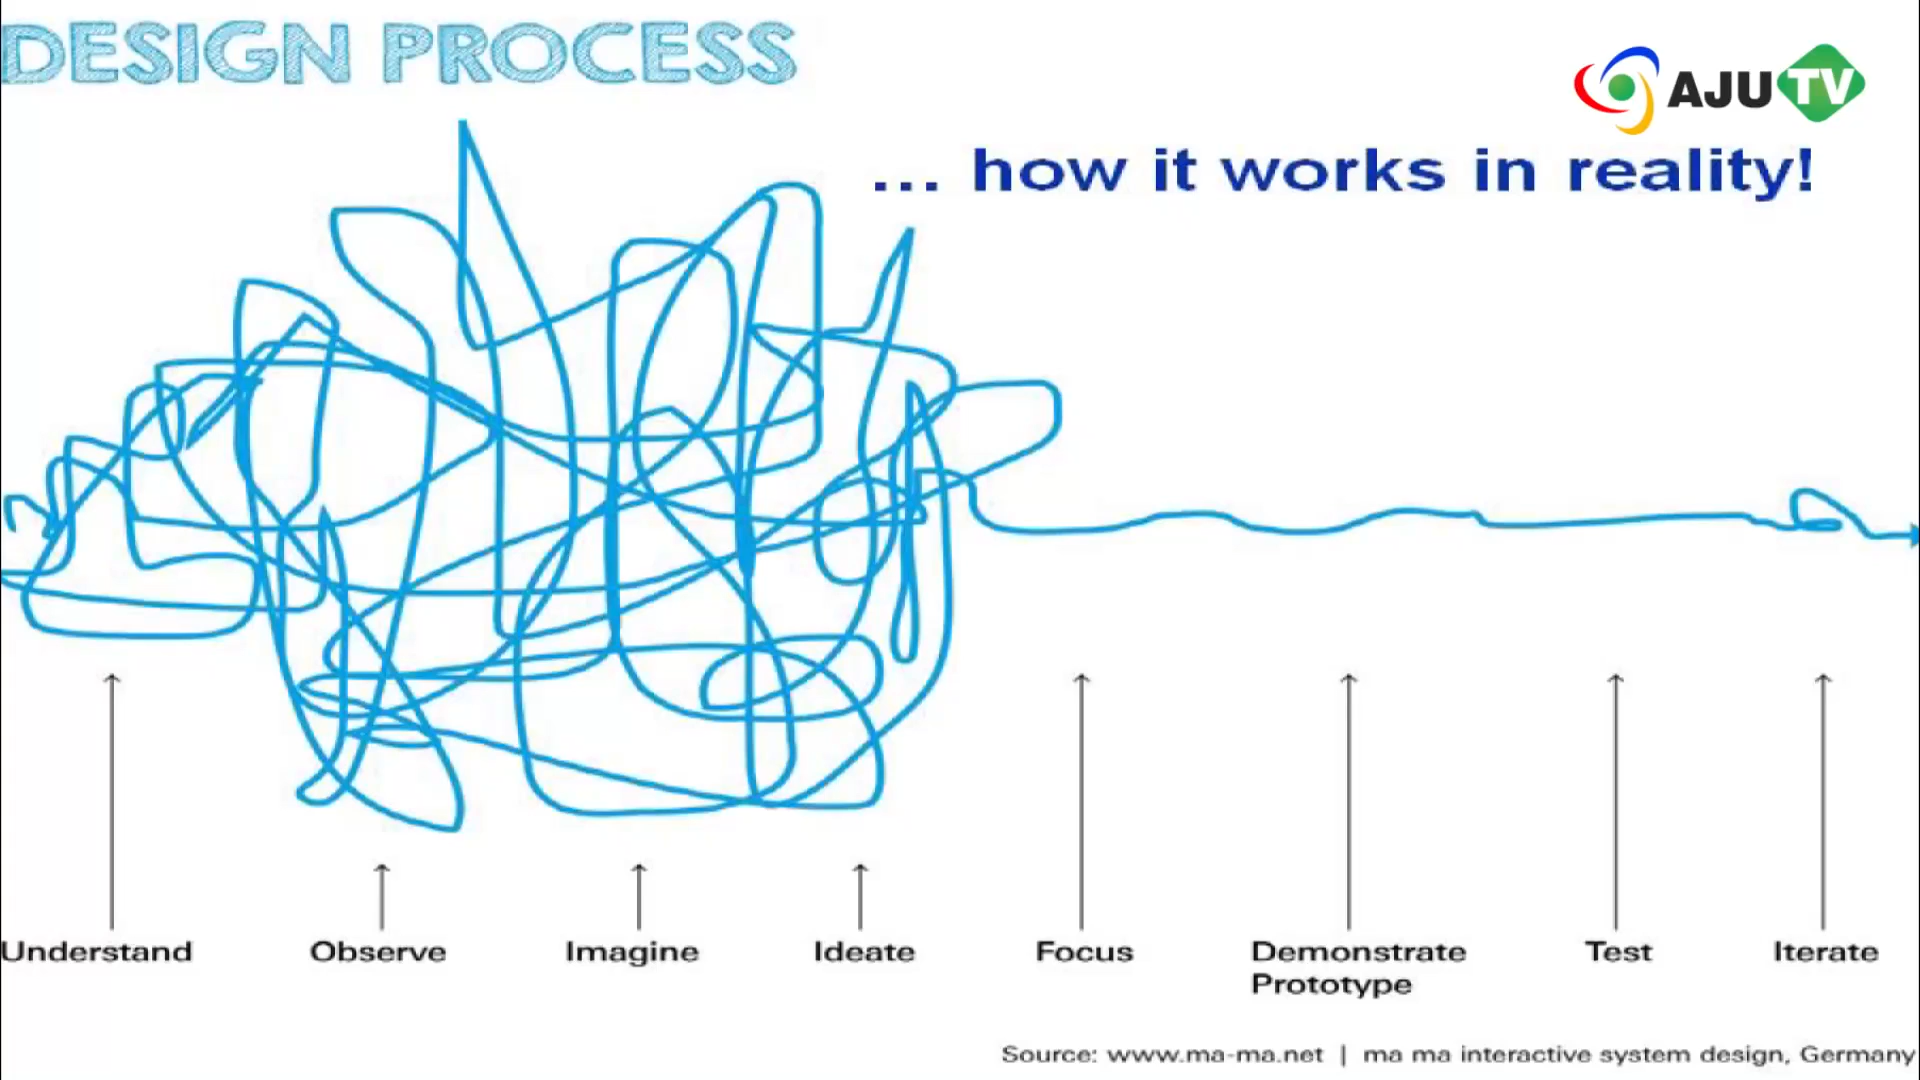 DESIGN PROCESS
AJU TV
... how it works in reality!
Understand
Observe
Imagine
Ideate
Focus
Demonstrate
Prototype
Test
Iterate
Source: www.ma-ma.net | ma ma interactive system design, Germany